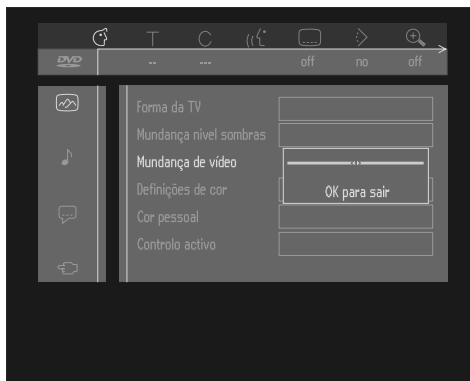 T C
DVD -- --- off no off
Forma da TV
Mundança nivel sombras
Mundança de vídeo
Definições de cor
OK para sair
Cor pessoal
Controlo activo